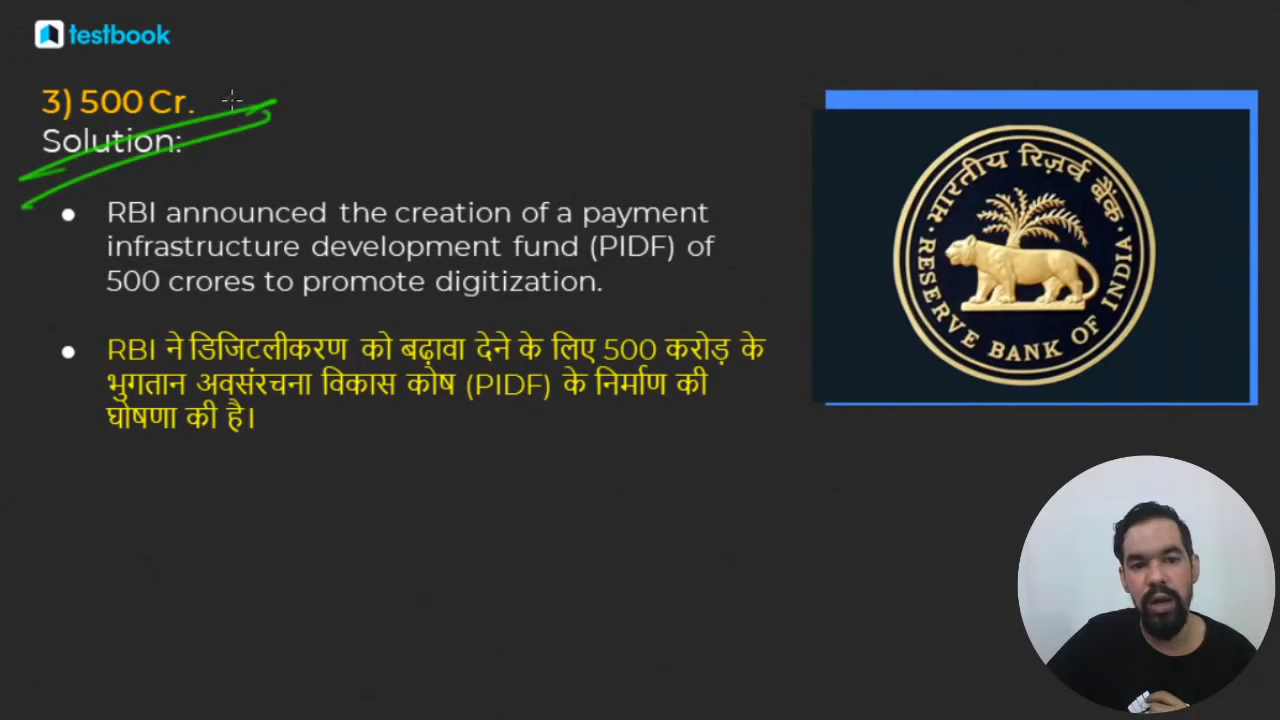 testbook
3) 500 Cr.
Solution:
● RBI announced the creation of a payment
infrastructure development fund (PIDF) of
500 crores to promote digitization.
● RBI ने डिजिटलीकरण को बढ़ावा देने के लिए 500 करोड़ के
भुगतान अवसंरचना विकास कोष (PIDF) के निर्माण की
घोषणा की है।
भारतीय रिज़र्व बैंक
RESERVE BANK OF INDIA